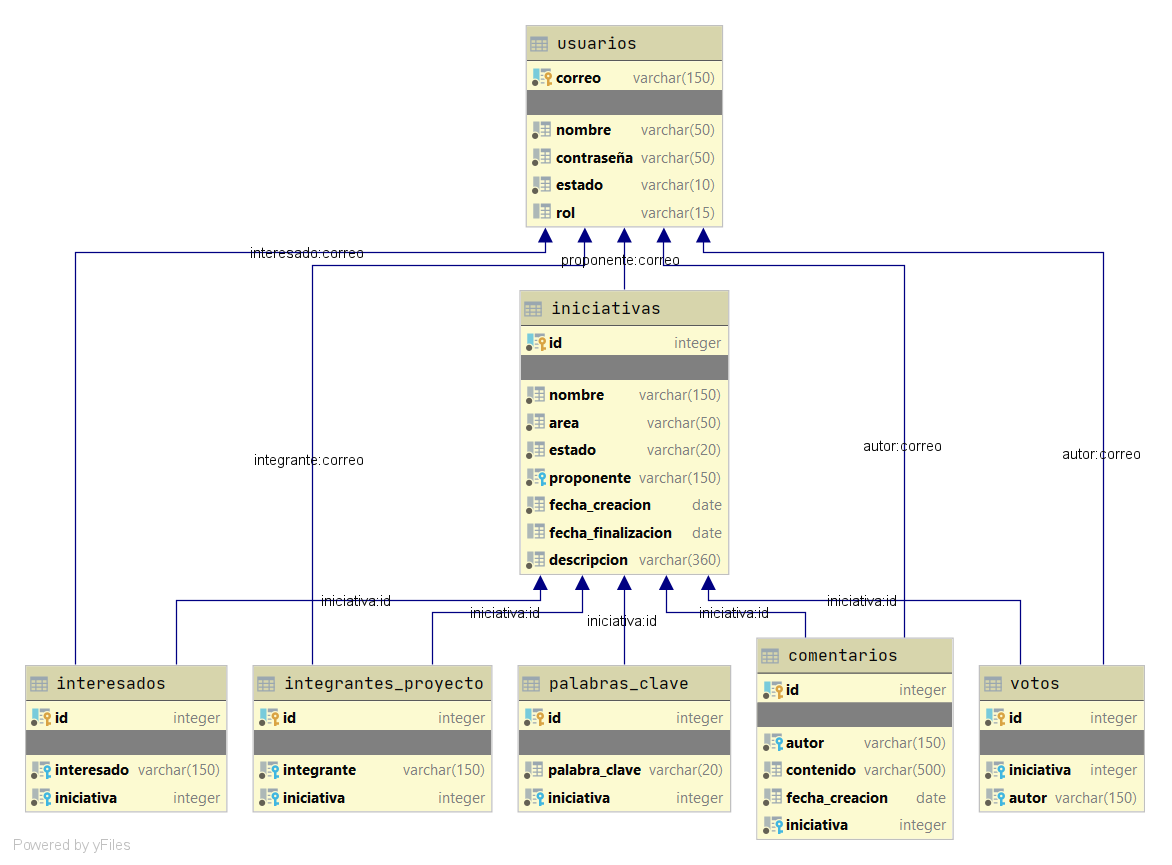 usuarios
correo varchar(150)
nombre varchar(50)
contraseña varchar(50)
estado varchar(10)
rol varchar(15)
interesado:correo
proponente:correo
iniciativas
id integer
nombre varchar(150)
area varchar(50)
estado varchar(20)
proponente varchar(150)
fecha_creacion date
fecha_finalizacion date
descripcion varchar(360)
integrante:correo
autor:correo
autor:correo
iniciativa:id
iniciativa:id
iniciativa:id
iniciativa:id
iniciativa:id
interesados
id integer
interesado varchar(150)
iniciativa integer
integrantes_proyecto
id integer
integrante varchar(150)
iniciativa integer
palabras_clave
id integer
palabra_clave varchar(20)
iniciativa integer
comentarios
id integer
autor varchar(150)
contenido varchar(500)
fecha_creacion date
iniciativa integer
votos
id integer
iniciativa integer
autor varchar(150)
Powered by yFiles